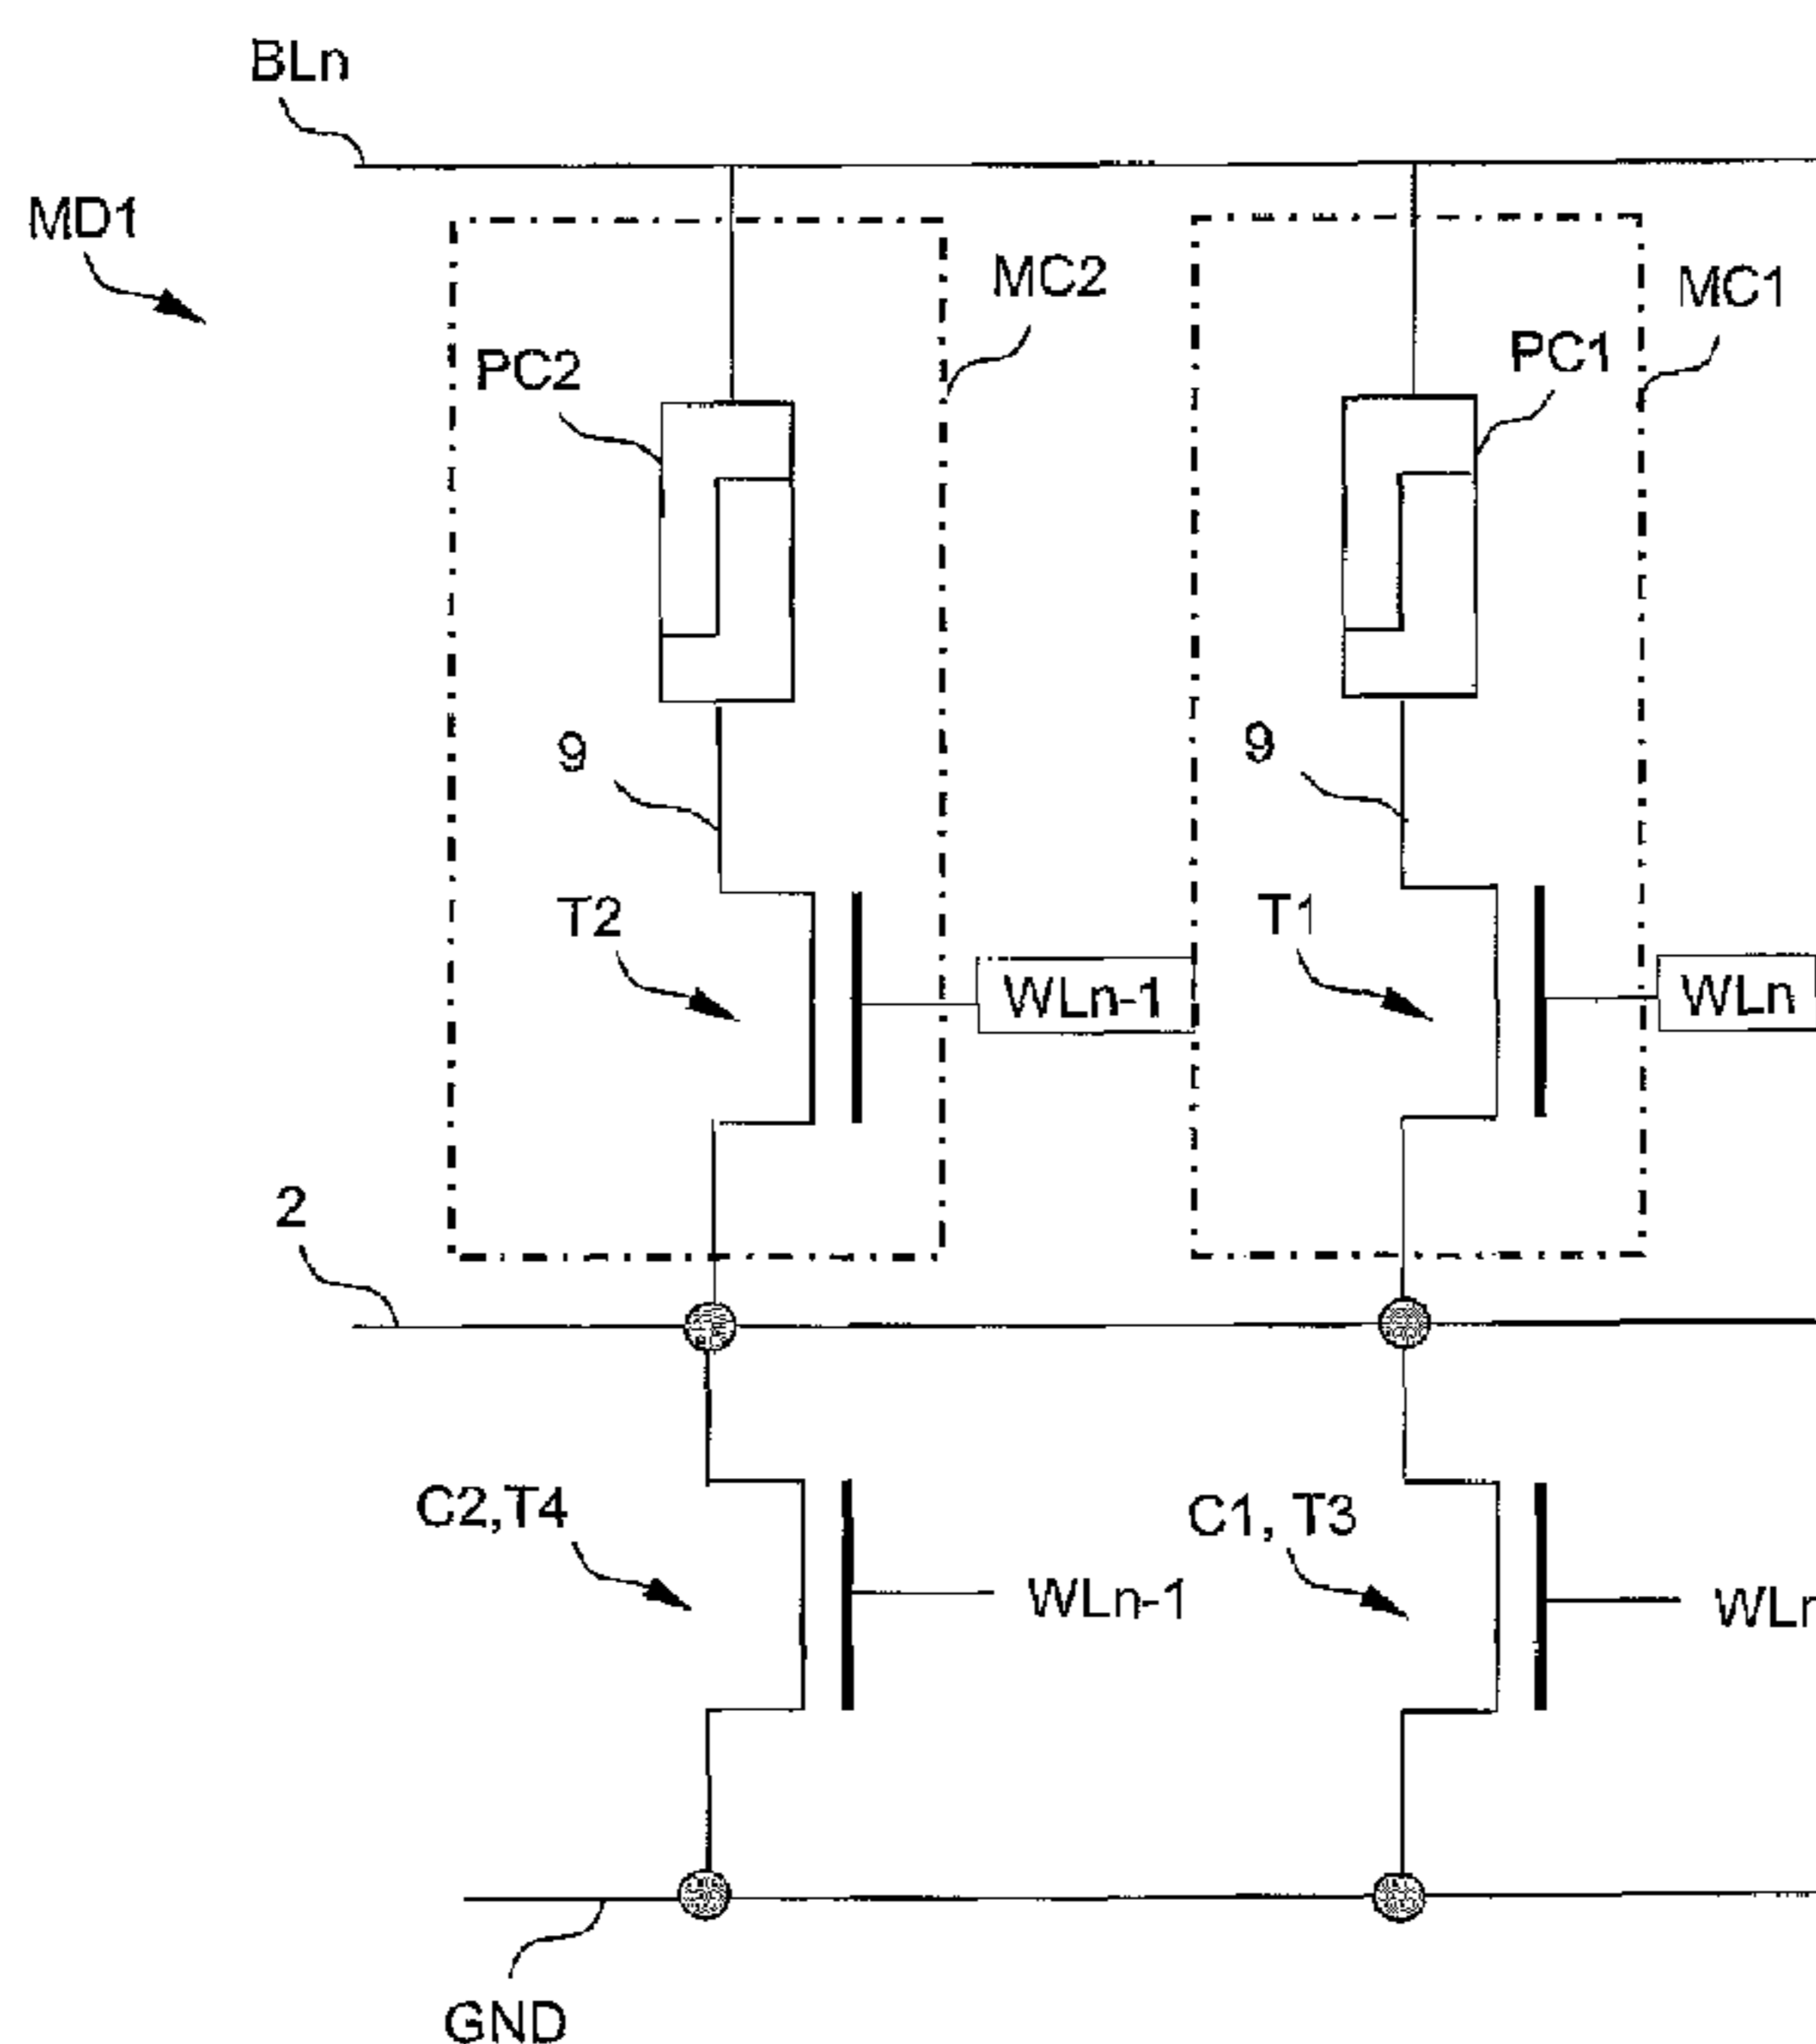 BLn
MD1
MC2
MC1
PC2
PC1
9
9
T2
T1
WLn-1
WLn
2
C2,T4
C1, T3
WLn-1
WLn
GND